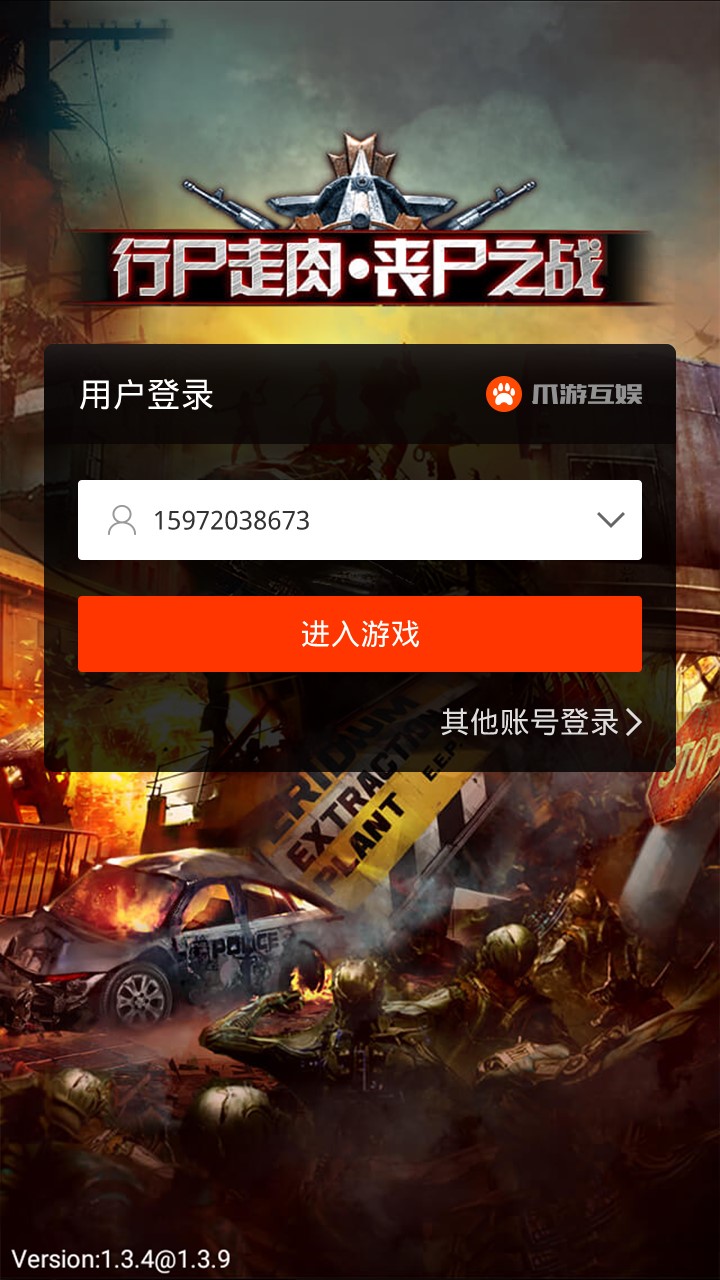 行尸走肉·丧尸之战
用户登录
爪游互娱
15972038673
进入游戏
其他账号登录
ERIDIUM
EXTRACTION
PLANT
E.E.P.
STOP
POLICE
Version:1.3.4@1.3.9